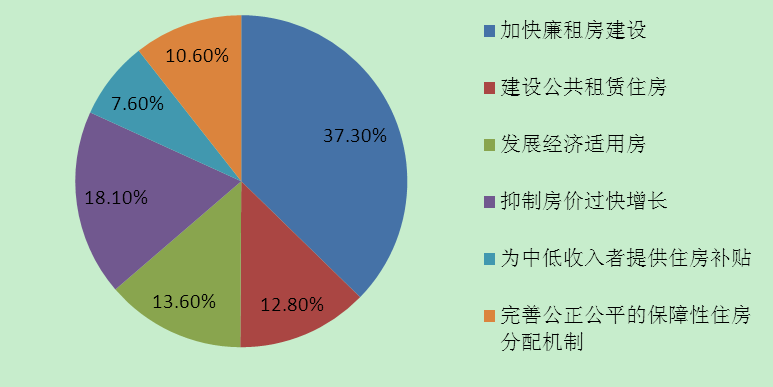 10.60%
7.60%
37.30%
18.10%
13.60%
12.80%
加快廉租房建设
建设公共租赁住房
发展经济适用房
抑制房价过快增长
为中低收入者提供住房补贴
完善公正公平的保障性住房
分配机制